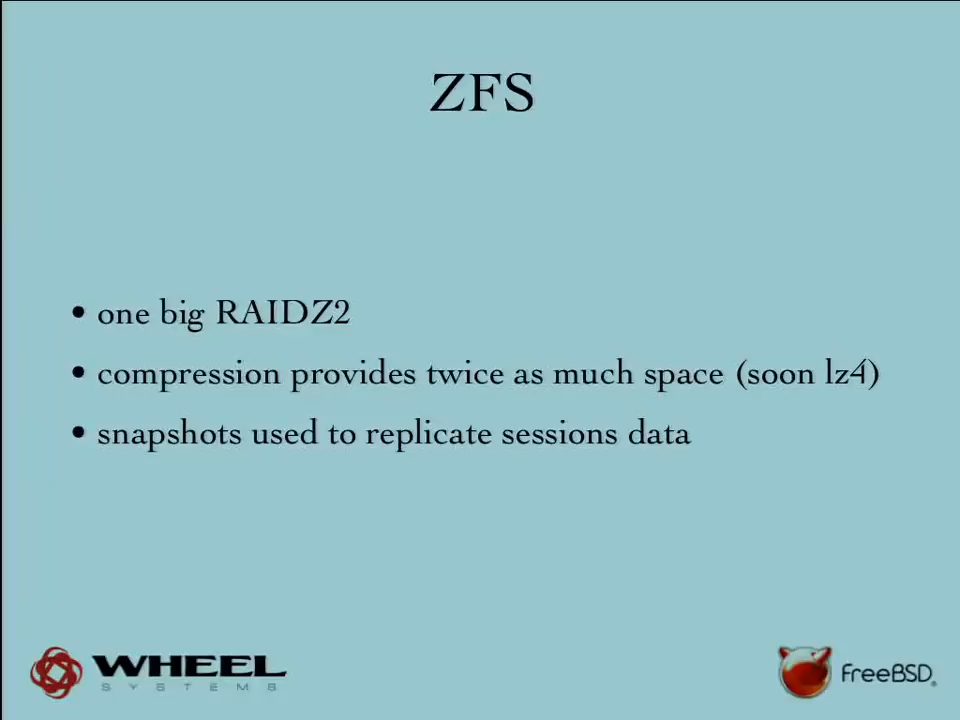 ZFS
• one big RAIDZ2
• compression provides twice as much space (soon lz4)
• snapshots used to replicate sessions data
WHEEL
SYSTEMS
FreeBSD®